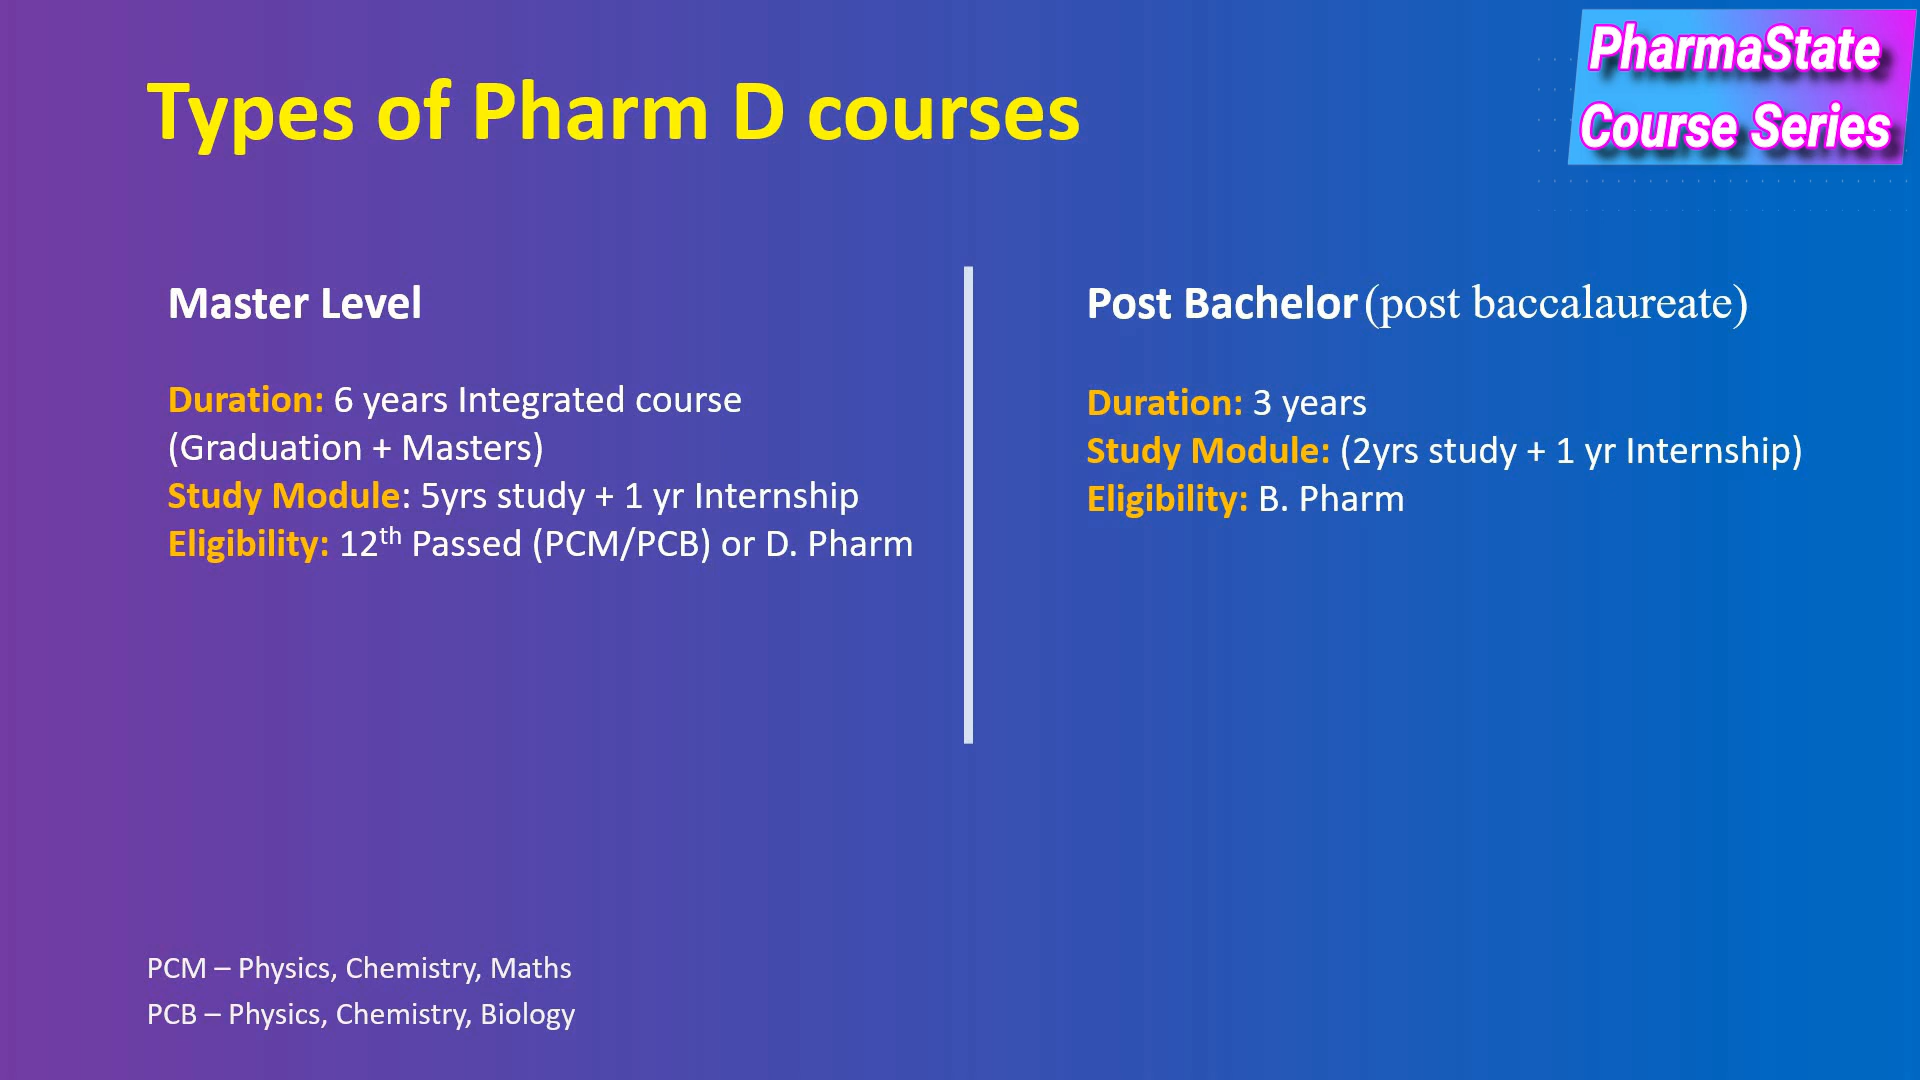 Types of Pharm D courses
PharmaState
Course Series
Master Level
Duration: 6 years Integrated course
(Graduation + Masters)
Study Module: 5yrs study + 1 yr Internship
Eligibility: 12th Passed (PCM/PCB) or D. Pharm
Post Bachelor (post baccalaureate)
Duration: 3 years
Study Module: (2yrs study + 1 yr Internship)
Eligibility: B. Pharm
PCM – Physics, Chemistry, Maths
PCB – Physics, Chemistry, Biology